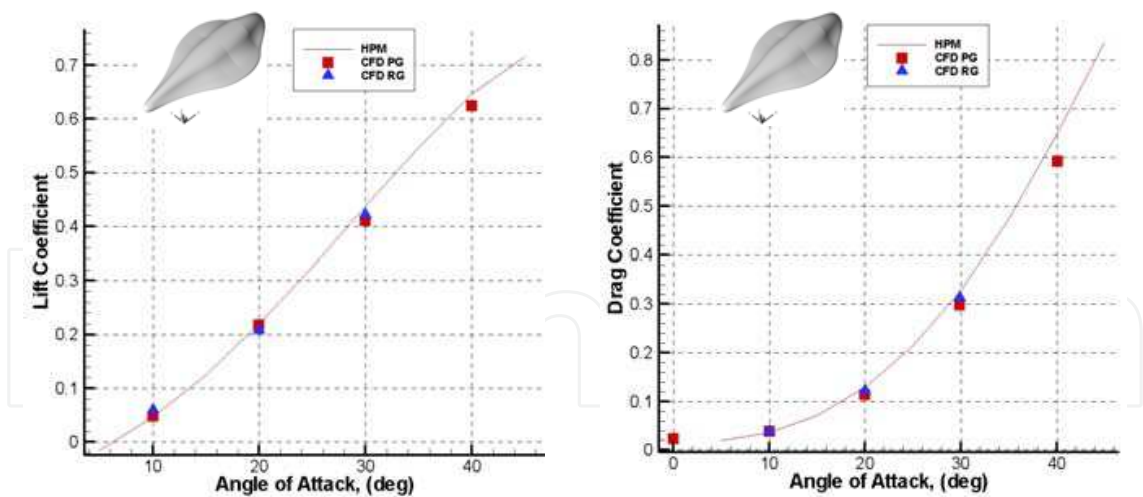 HPM
CFD PG
CFD RG
0.7
0.6
0.5
0.4
0.3
0.2
0.1
0
Lift Coefficient
10 20 30 40
Angle of Attack, (deg)
HPM
CFD PG
CFD RG
0.8
0.7
0.6
0.5
0.4
0.3
0.2
0.1
0
Drag Coefficient
0 10 20 30 40
Angle of Attack, (deg)